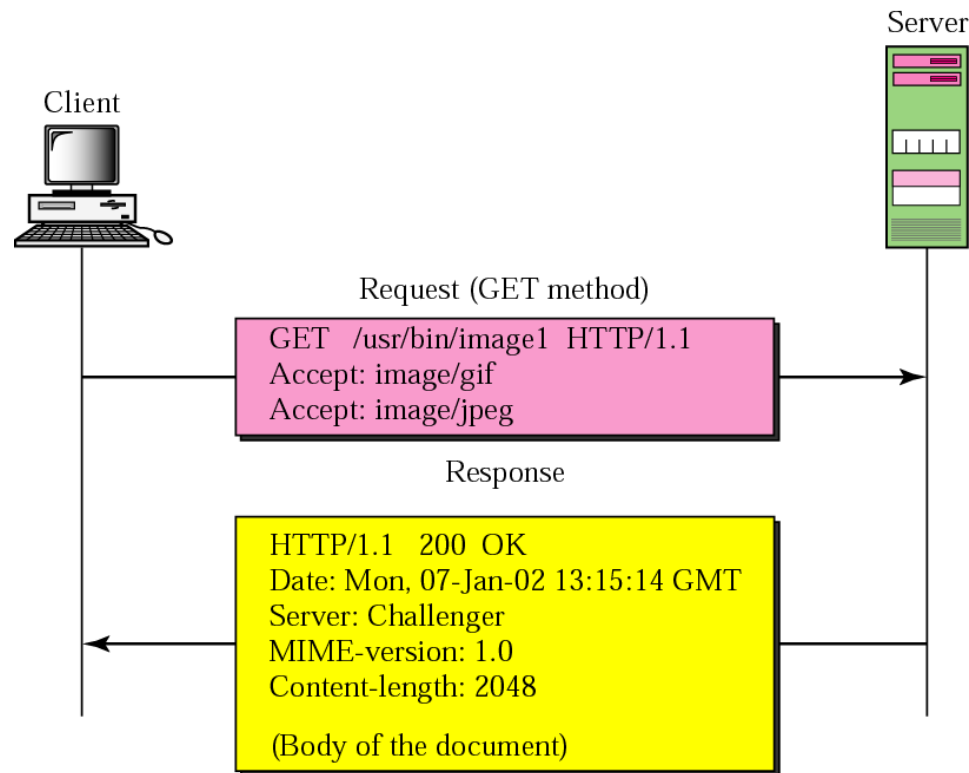 Server
Client
Request (GET method)
GET /usr/bin/image1 HTTP/1.1
Accept: image/gif
Accept: image/jpeg
Response
HTTP/1.1 200 OK
Date: Mon, 07-Jan-02 13:15:14 GMT
Server: Challenger
MIME-version: 1.0
Content-length: 2048
(Body of the document)